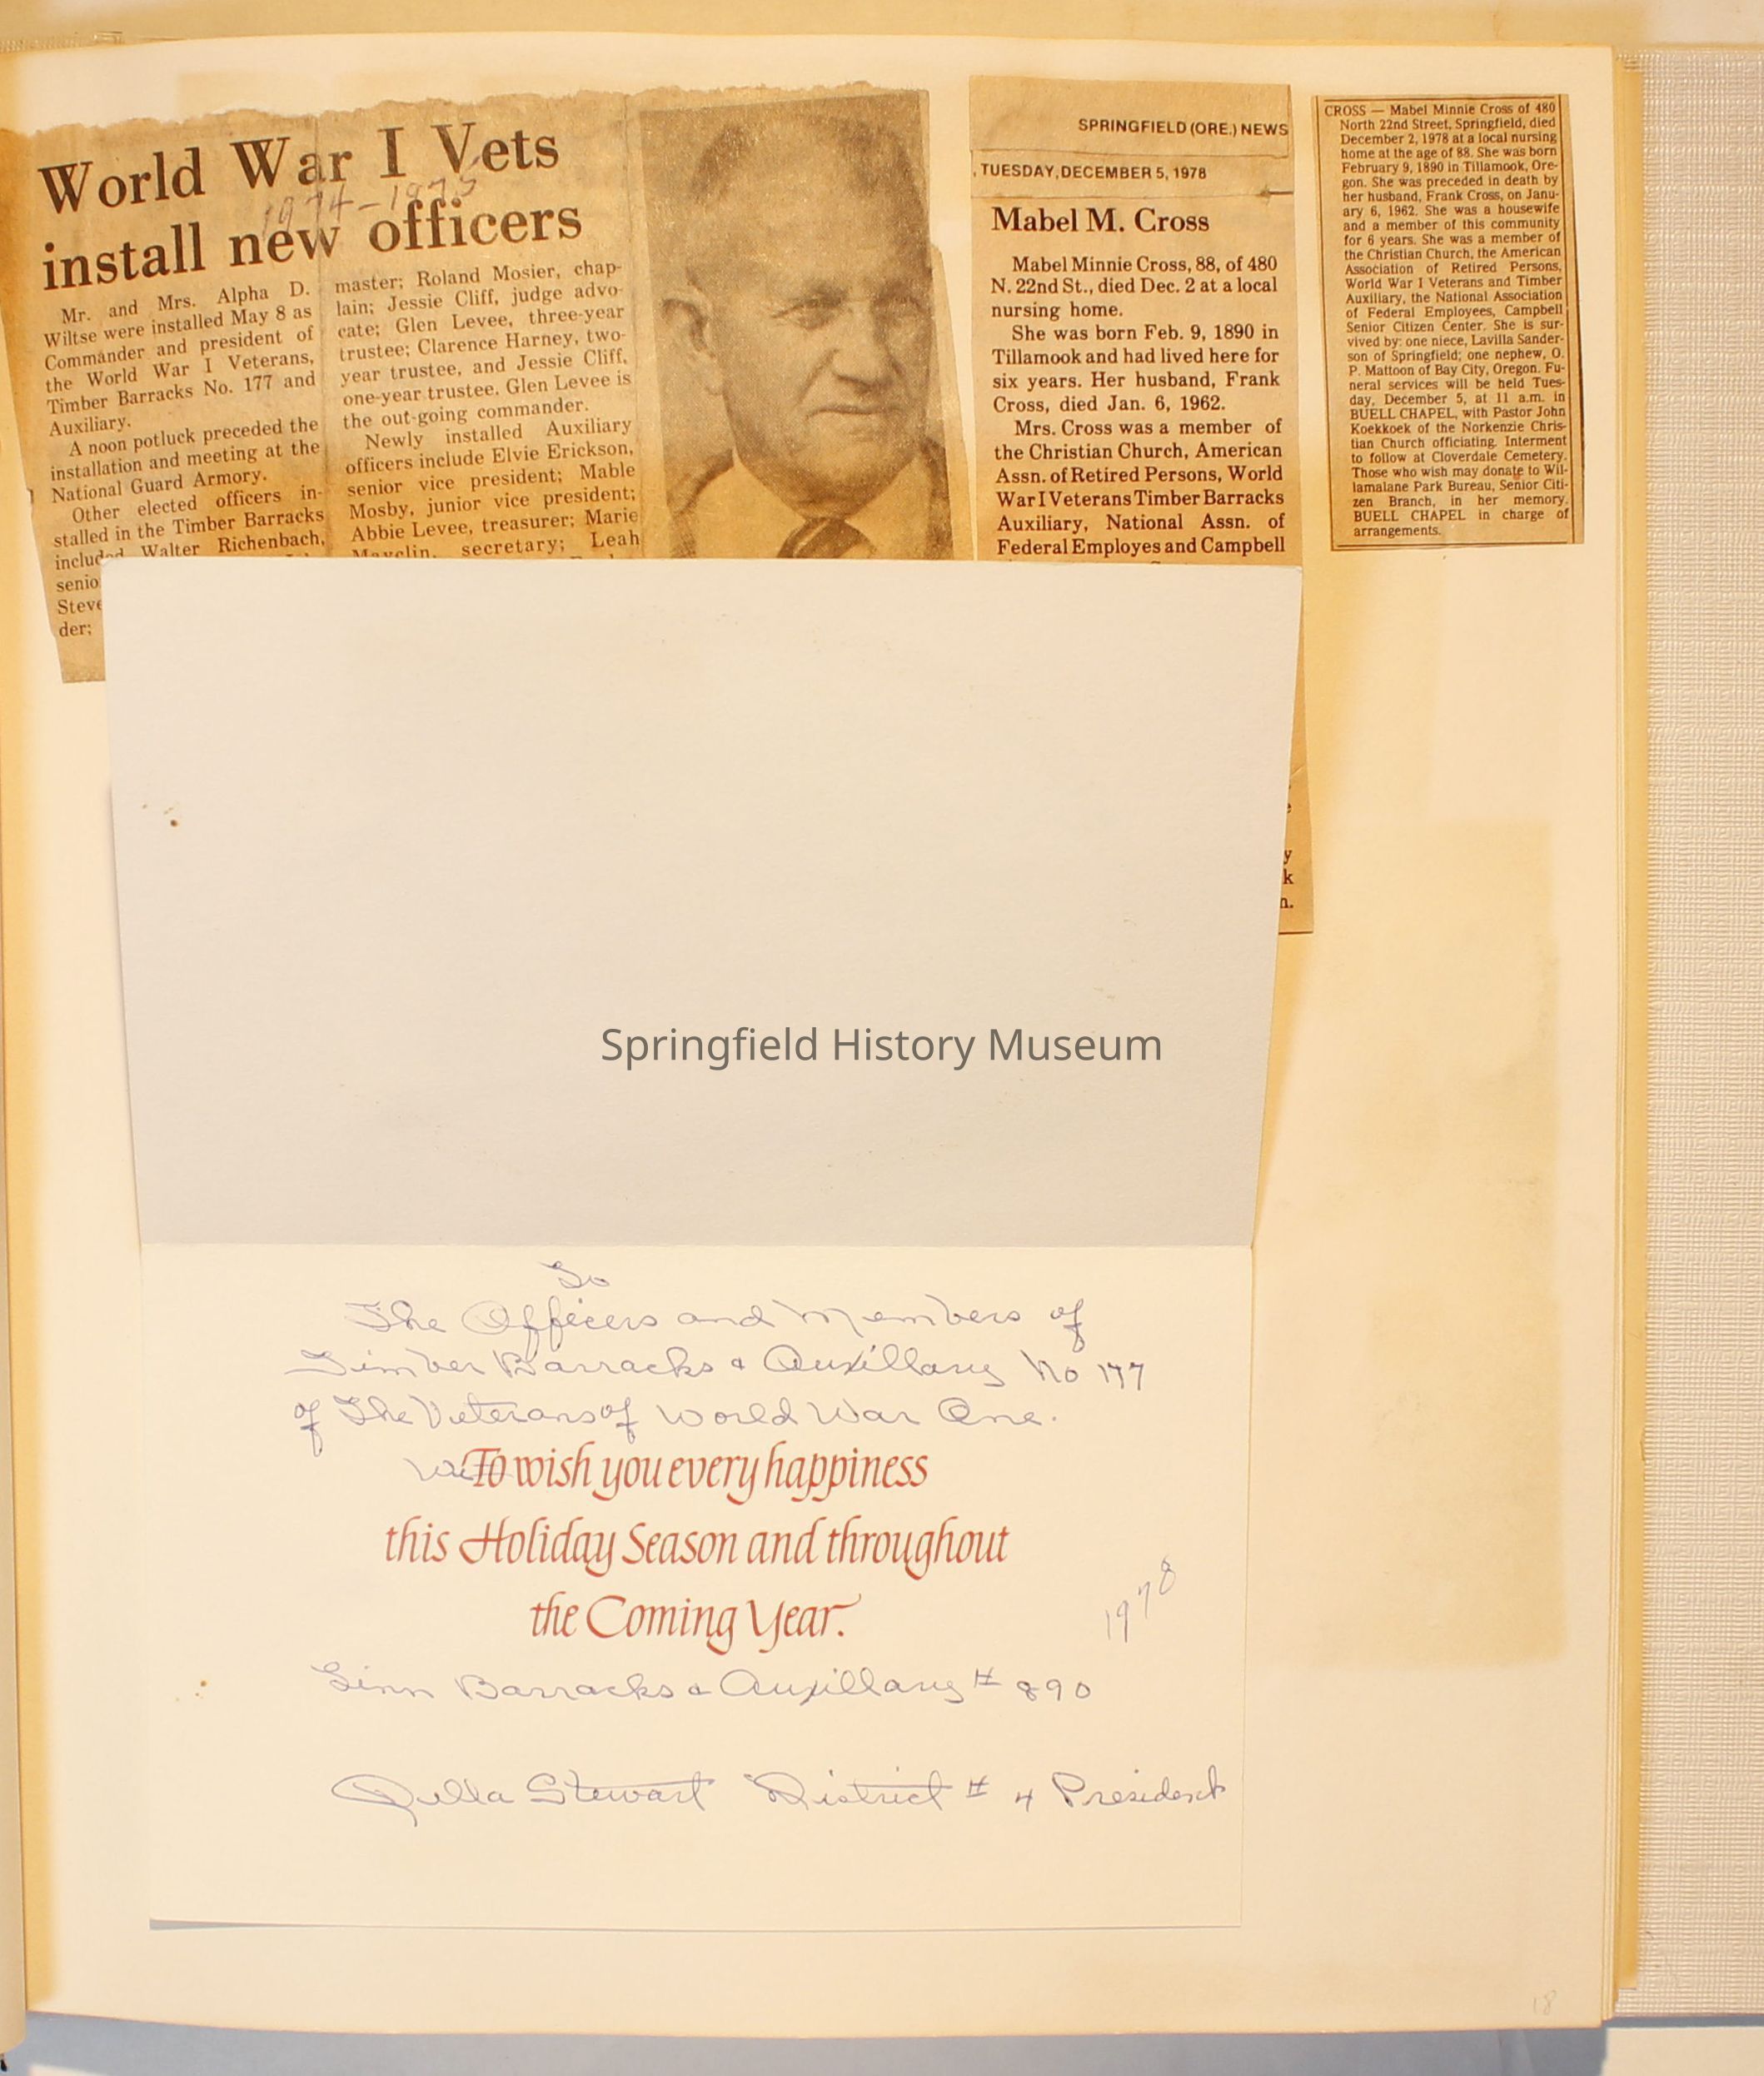 World War I Vets
1974-1975
install new officers
Mr. and Mrs. Alpha D.
Wiltse were installed May 8 as
Commander and president of
the World War I Veterans,
Timber Barracks No. 177 and
Auxiliary.
A noon potluck preceded the
installation and meeting at the
National Guard Armory.
Other elected officers in-
stalled in the Timber Barracks
included Walter Richenbach,
senio
Steve
der;
master; Roland Mosier, chap-
lain; Jessie Cliff, judge advo-
cate; Glen Levee, three-year
trustee; Clarence Harney, two-
year trustee, and Jessie Cliff,
one-year trustee. Glen Levee is
the out-going commander.
Newly installed Auxiliary
officers include Elvie Erickson,
senior vice president; Mable
Mosby, junior vice president;
Abbie Levee, treasurer; Marie
secretary; Leah
SPRINGFIELD (ORE.) NEWS
TUESDAY, DECEMBER 5, 1978
Mabel M. Cross
Mabel Minnie Cross, 88, of 480
N. 22nd St., died Dec. 2 at a local
nursing home.
She was born Feb. 9, 1890 in
Tillamook and had lived here for
six years. Her husband, Frank
Cross, died Jan. 6, 1962.
Mrs. Cross was a member of
the Christian Church, American
Assn. of Retired Persons, World
War I Veterans Timber Barracks
Auxiliary, National Assn. of
Federal Employes and Campbell
e
y
k
n.
CROSS — Mabel Minnie Cross of 480
North 22nd Street, Springfield, died
December 2, 1978 at a local nursing
home at the age of 88. She was born
February 9, 1890 in Tillamook, Ore-
gon. She was preceded in death by
her husband, Frank Cross, on Janu-
ary 6, 1962. She was a housewife
and a member of this community
for 6 years. She was a member of
the Christian Church, the American
Association of Retired Persons,
World War I Veterans and Timber
Auxiliary, the National Association
of Federal Employees, Campbell
Senior Citizen Center. She is sur-
vived by: one niece, Lavilla Sander-
son of Springfield; one nephew, O.
P. Mattoon of Bay City, Oregon. Fu-
neral services will be held Tues-
day, December 5, at 11 a.m. in
BUELL CHAPEL, with Pastor John
Koekkoek of the Norkenzie Chris-
tian Church officiating. Interment
to follow at Cloverdale Cemetery.
Those who wish may donate to Wil-
lamalane Park Bureau, Senior Citi-
zen Branch, in her memory.
BUELL CHAPEL in charge of
arrangements.
Springfield History Museum
To
The Officers and Members of
Timber Barracks & Auxillary No 177
of The Veterans of World War One.
To wish you every happiness
this Holiday Season and throughout
the Coming Year.
1978
Linn Barracks & Auxillary # 890
Stewart District # 4 President
18